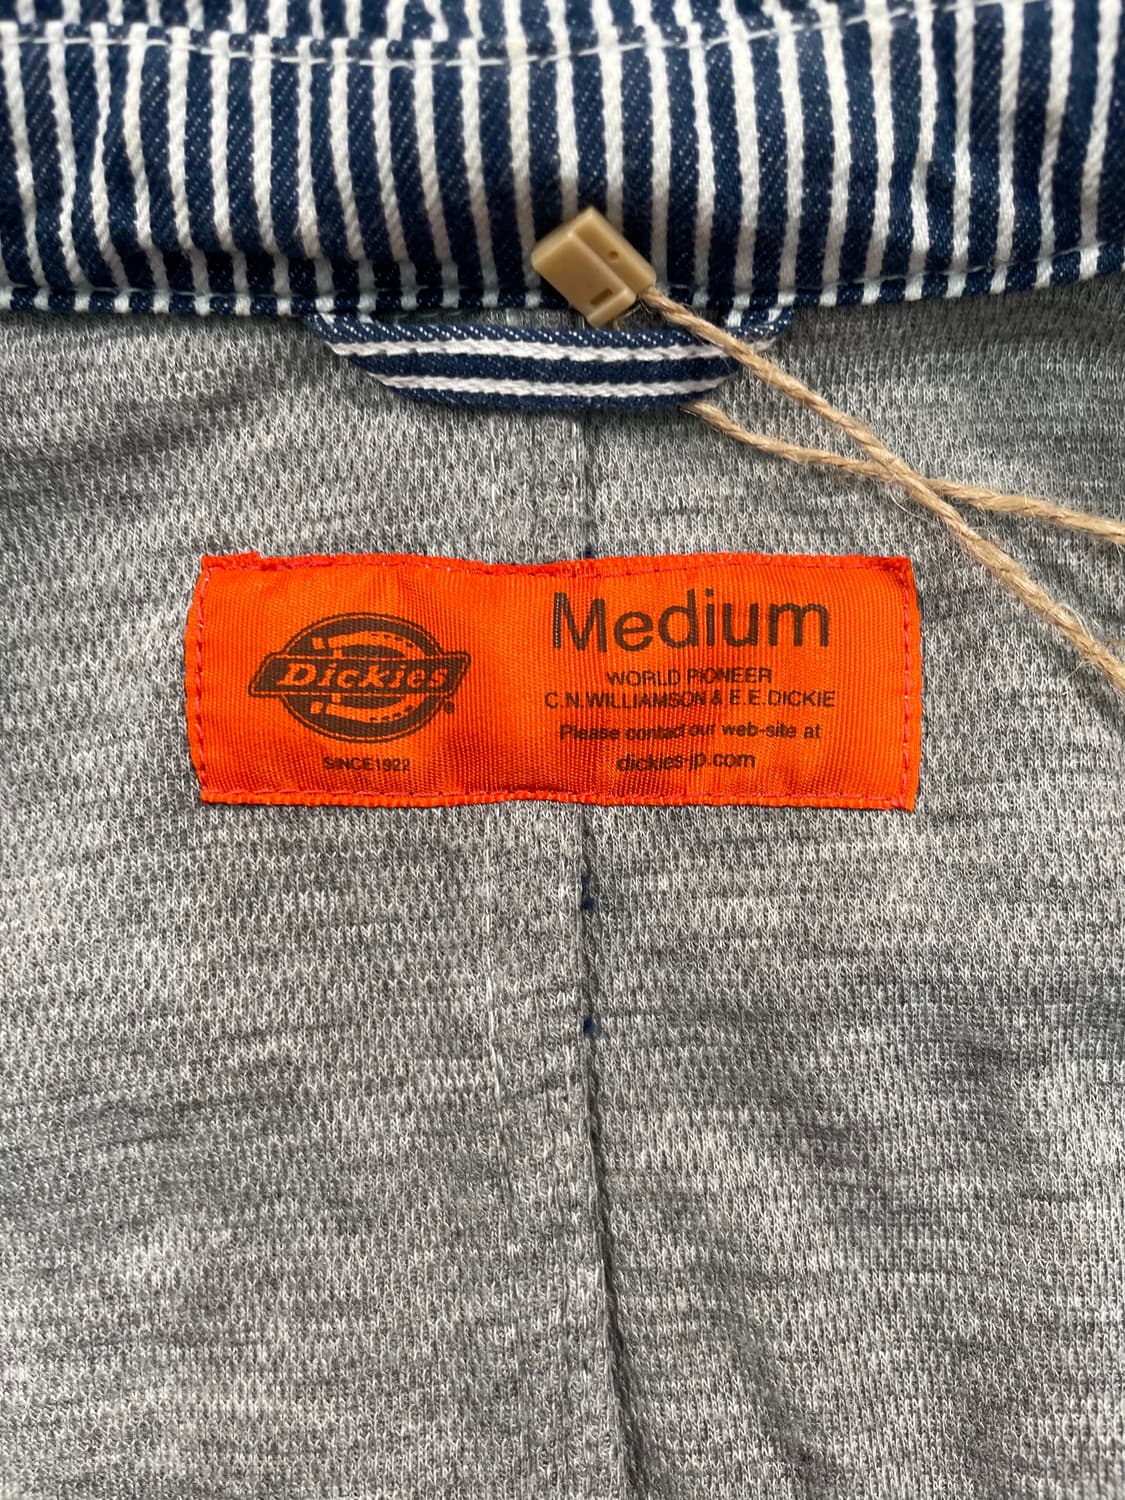 Dickies®
SINCE1922
Medium
WORLD PIONEER
C.N.WILLIAMSON & E.E.DICKIE
Please contact our web-site at
dickies-jp.com